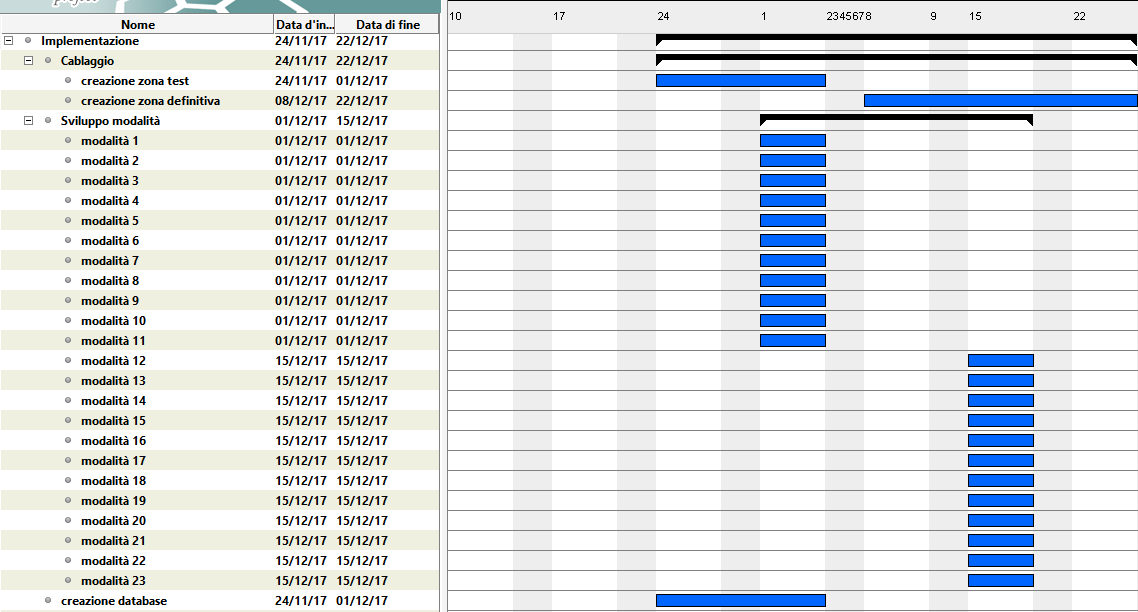 project
Nome Data d'in... Data di fine 10 17 24 1 2345678 9 15 22
Implementazione 24/11/17 22/12/17
Cablaggio 24/11/17 22/12/17
creazione zona test 24/11/17 01/12/17
creazione zona definitiva 08/12/17 22/12/17
Sviluppo modalità 01/12/17 15/12/17
modalità 1 01/12/17 01/12/17
modalità 2 01/12/17 01/12/17
modalità 3 01/12/17 01/12/17
modalità 4 01/12/17 01/12/17
modalità 5 01/12/17 01/12/17
modalità 6 01/12/17 01/12/17
modalità 7 01/12/17 01/12/17
modalità 8 01/12/17 01/12/17
modalità 9 01/12/17 01/12/17
modalità 10 01/12/17 01/12/17
modalità 11 01/12/17 01/12/17
modalità 12 15/12/17 15/12/17
modalità 13 15/12/17 15/12/17
modalità 14 15/12/17 15/12/17
modalità 15 15/12/17 15/12/17
modalità 16 15/12/17 15/12/17
modalità 17 15/12/17 15/12/17
modalità 18 15/12/17 15/12/17
modalità 19 15/12/17 15/12/17
modalità 20 15/12/17 15/12/17
modalità 21 15/12/17 15/12/17
modalità 22 15/12/17 15/12/17
modalità 23 15/12/17 15/12/17
creazione database 24/11/17 01/12/17